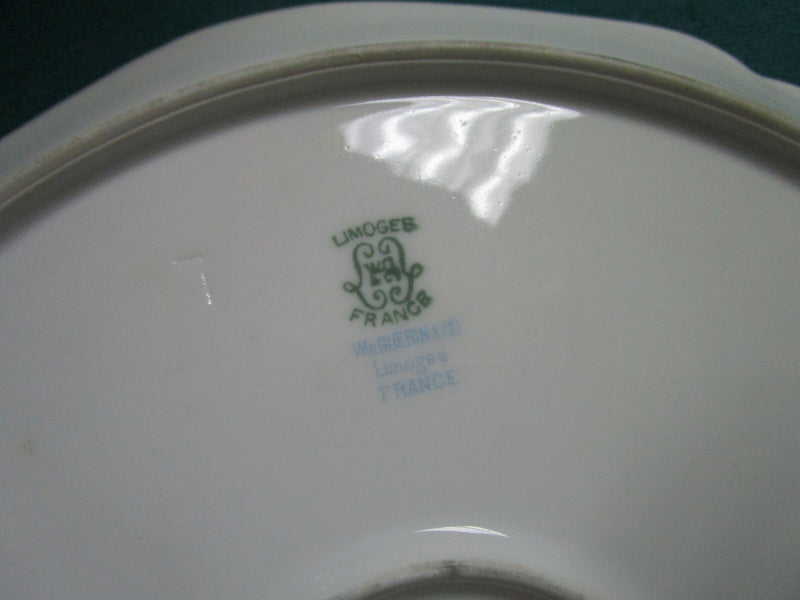 LIMOGES
WG
FRANCE
Wm GUERIN & CO
Limoges
FRANCE